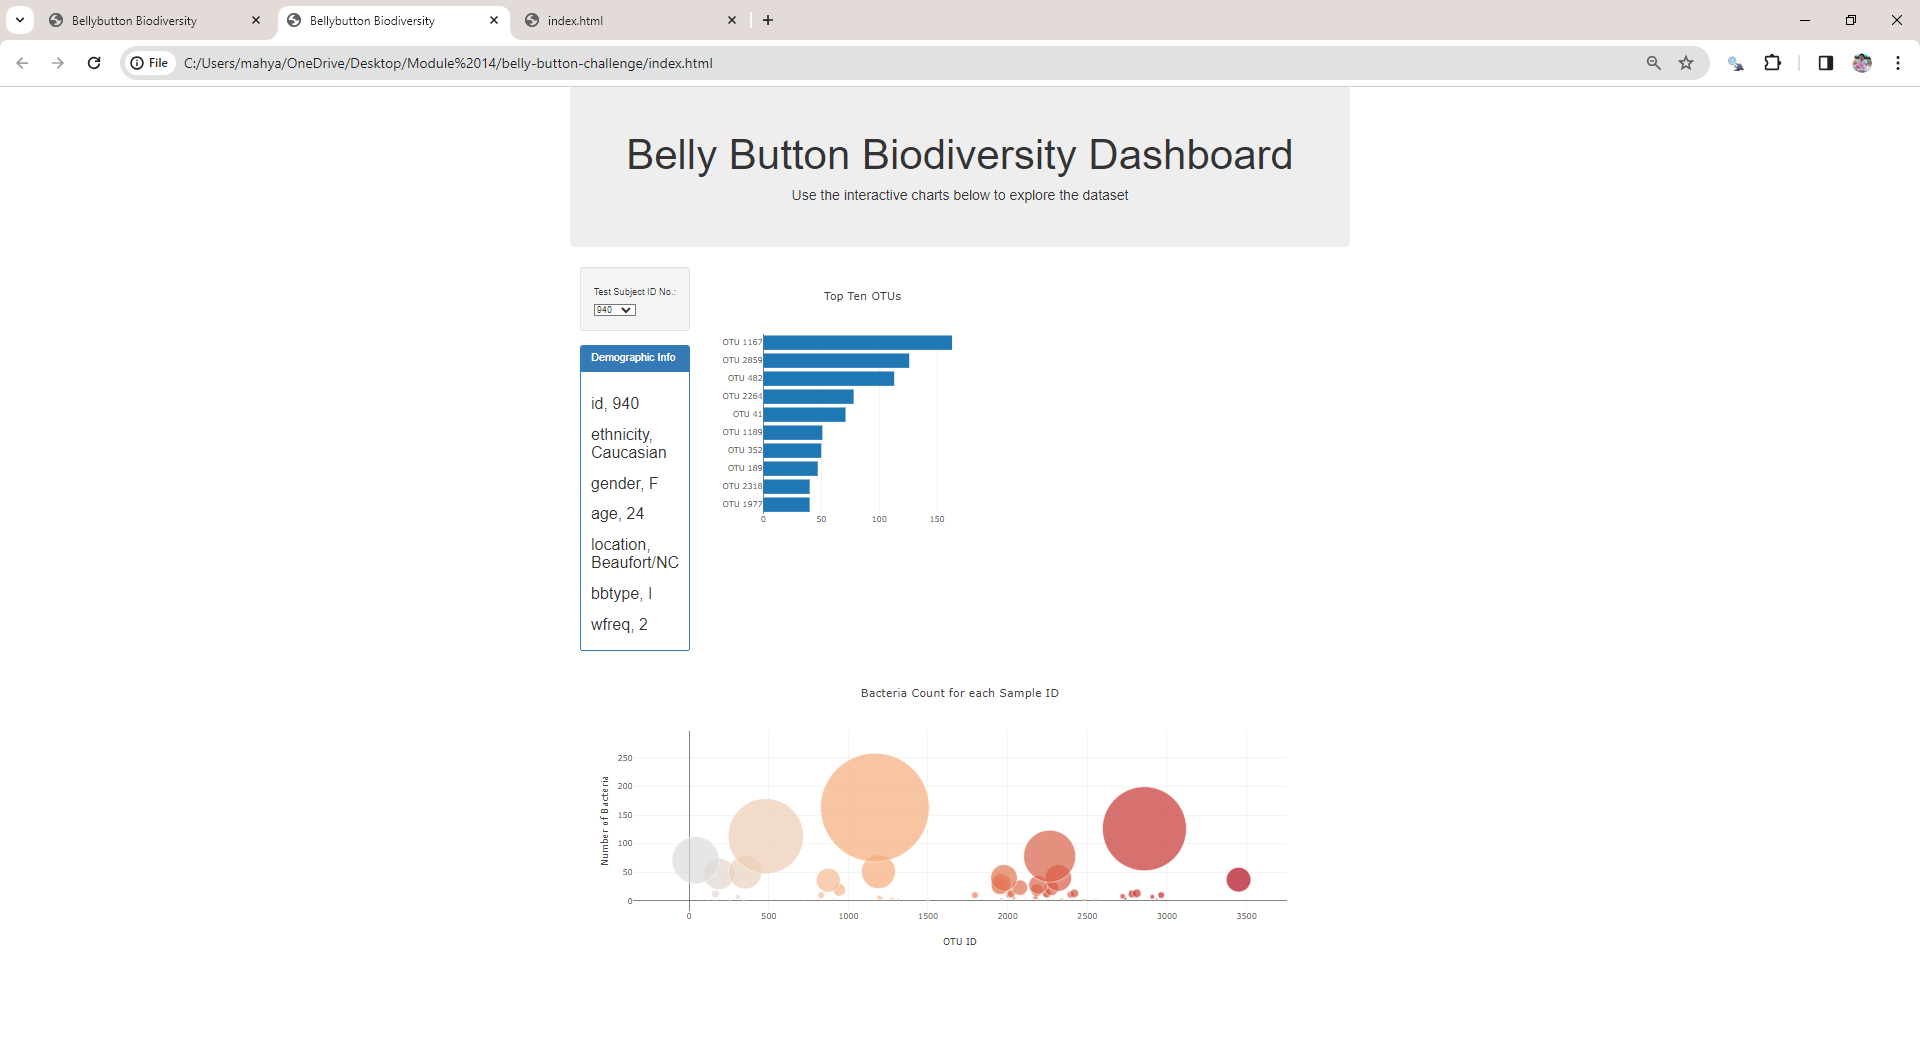 Bellybutton Biodiversity
Bellybutton Biodiversity
index.html
File
C:/Users/mahya/OneDrive/Desktop/Module%2014/belly-button-challenge/index.html
Belly Button Biodiversity Dashboard
Use the interactive charts below to explore the dataset
Test Subject ID No.:
940
Demographic Info
id, 940
ethnicity,
Caucasian
gender, F
age, 24
location,
Beaufort/NC
bbtype, I
wfreq, 2
Top Ten OTUs
OTU 1167
OTU 2859
OTU 482
OTU 2264
OTU 41
OTU 1189
OTU 352
OTU 189
OTU 2318
OTU 1977
0 50 100 150
Bacteria Count for each Sample ID
Number of Bacteria
250
200
150
100
50
0
0 500 1000 1500 2000 2500 3000 3500
OTU ID